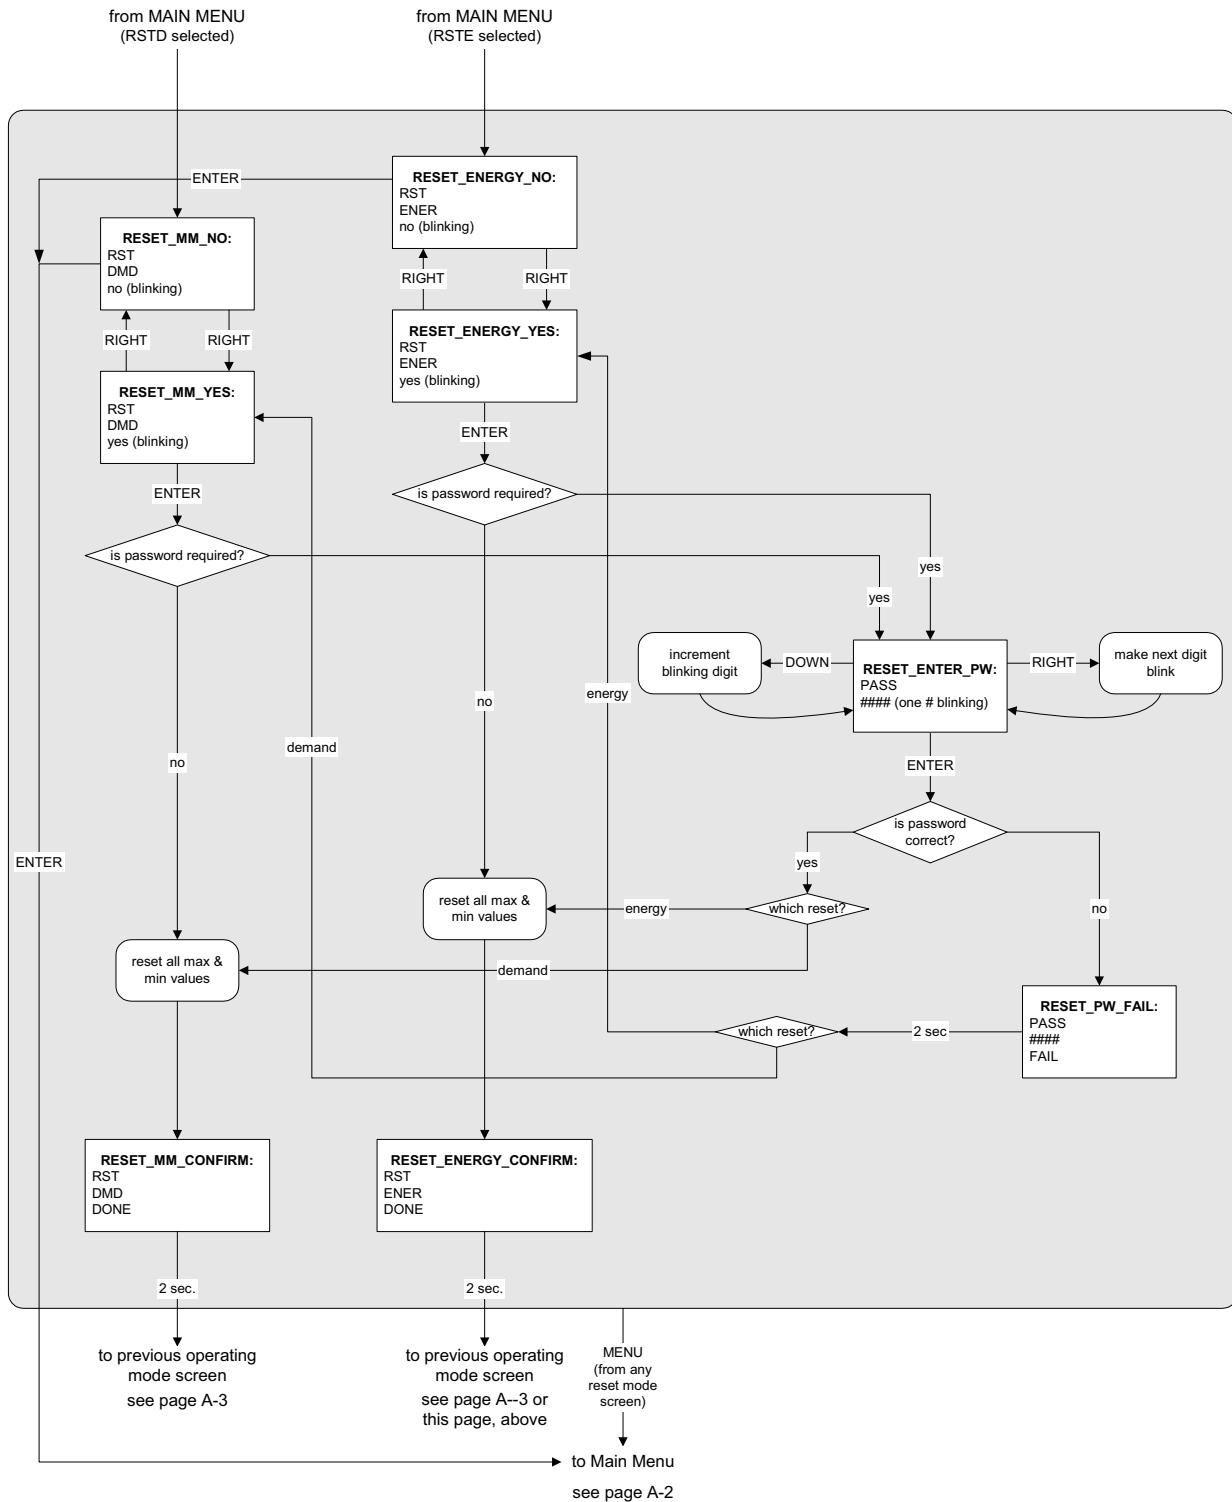 from MAIN MENU
(RSTD selected)
from MAIN MENU
(RSTE selected)
ENTER
RESET_ENERGY_NO:
RST
ENER
no (blinking)
RESET_MM_NO:
RST
DMD
no (blinking)
RIGHT
RIGHT
RIGHT
RIGHT
RESET_ENERGY_YES:
RST
ENER
yes (blinking)
RESET_MM_YES:
RST
DMD
yes (blinking)
ENTER
ENTER
is password required?
is password required?
yes
yes
increment
blinking digit
DOWN
RESET_ENTER_PW:
PASS
#### (one # blinking)
RIGHT
make next digit
blink
energy
no
demand
no
ENTER
is password
correct?
ENTER
yes
reset all max &
min values
energy
which reset?
no
reset all max &
min values
demand
RESET_PW_FAIL:
PASS
####
FAIL
2 sec
which reset?
RESET_MM_CONFIRM:
RST
DMD
DONE
RESET_ENERGY_CONFIRM:
RST
ENER
DONE
2 sec.
2 sec.
to previous operating
mode screen
see page A-3
to previous operating
mode screen
see page A--3 or
this page, above
MENU
(from any
reset mode
screen)
to Main Menu
see page A-2